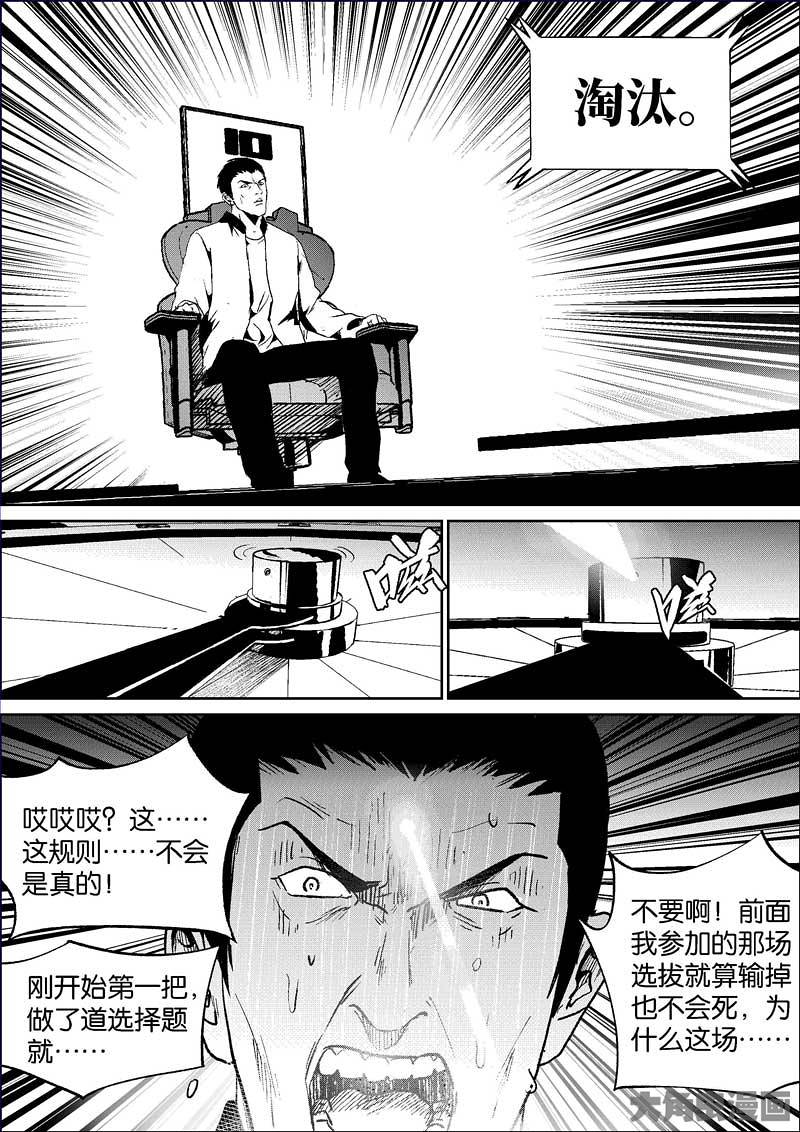 淘汰。
10
嗞
嗞
哎哎哎？这……
这规则……不会
是真的！
刚开始第一把，
做了道选择题
就……
不要啊！前面
我参加的那场
选拔就算输掉
也不会死，为
什么这场……